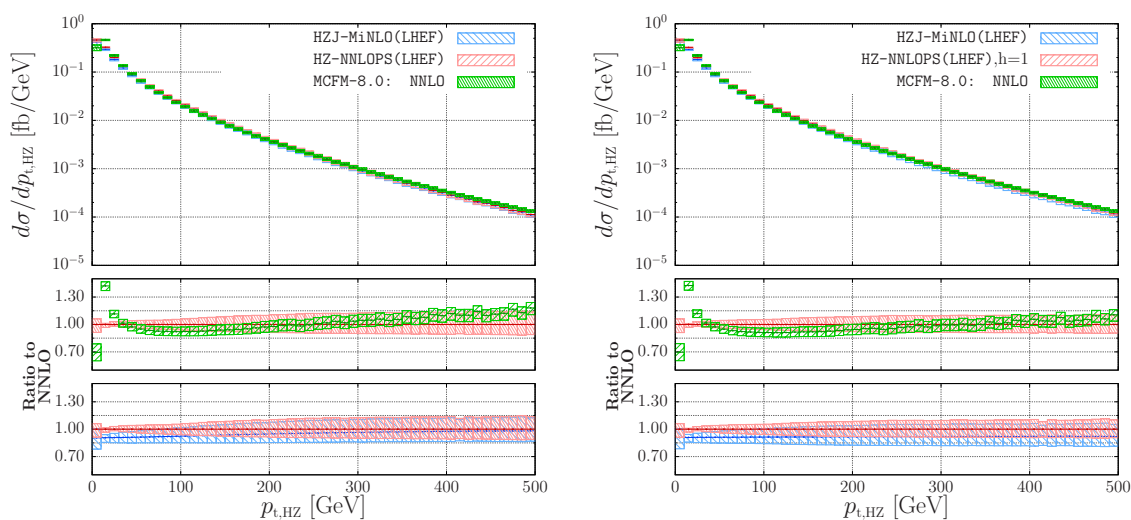 10^0
10^−1
10^−2
10^−3
10^−4
10^−5
dσ/dp_t,HZ [fb/GeV]
HZJ-MiNLO(LHEF)
HZ-NNLOPS(LHEF)
MCFM-8.0: NNLO
1.30
1.00
0.70
Ratio to
NNLO
1.30
1.00
0.70
0 100 200 300 400 500
p_t,HZ [GeV]
10^0
10^−1
10^−2
10^−3
10^−4
10^−5
dσ/dp_t,HZ [fb/GeV]
HZJ-MiNLO(LHEF)
HZ-NNLOPS(LHEF),h=1
MCFM-8.0: NNLO
1.30
1.00
0.70
Ratio to
NNLO
1.30
1.00
0.70
0 100 200 300 400 500
p_t,HZ [GeV]